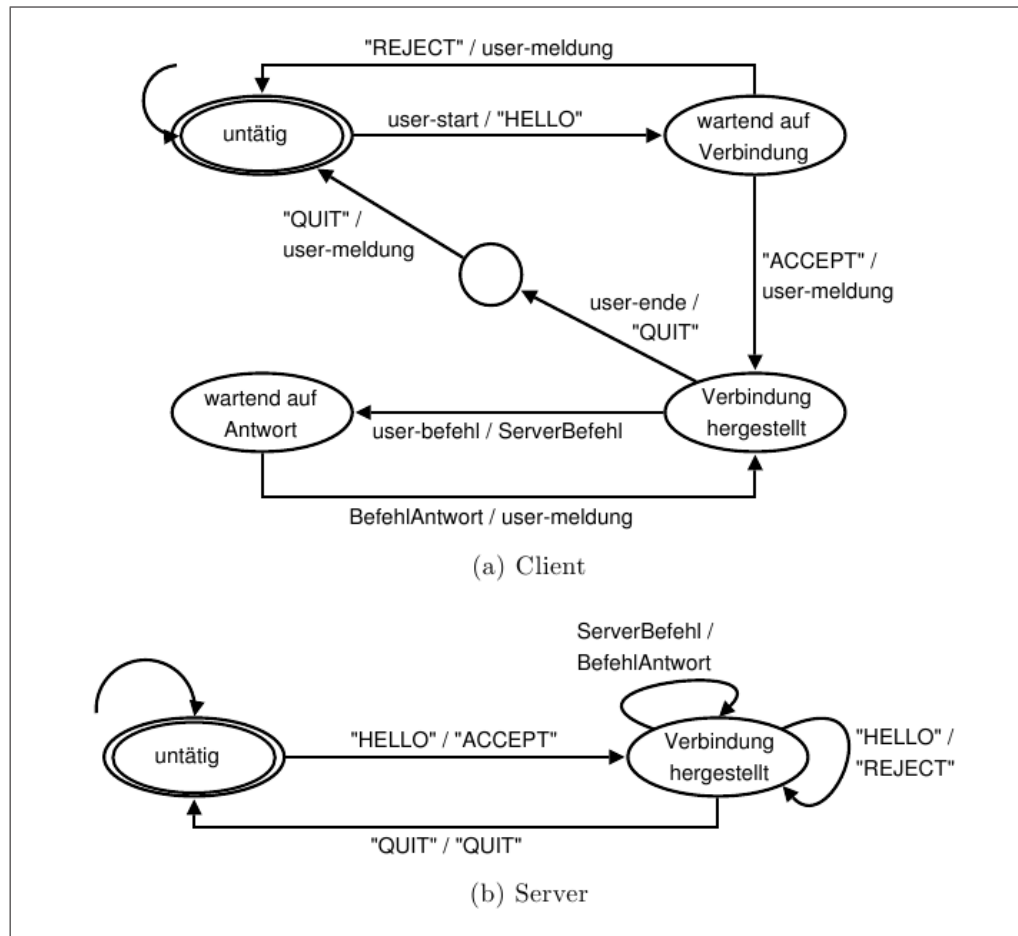 "REJECT" / user-meldung
untätig
user-start / "HELLO"
wartend auf
Verbindung
"QUIT" /
user-meldung
"ACCEPT" /
user-meldung
user-ende /
"QUIT"
wartend auf
Antwort
user-befehl / ServerBefehl
Verbindung
hergestellt
BefehlAntwort / user-meldung
(a) Client
ServerBefehl /
BefehlAntwort
untätig
"HELLO" / "ACCEPT"
Verbindung
hergestellt
"HELLO" /
"REJECT"
"QUIT" / "QUIT"
(b) Server